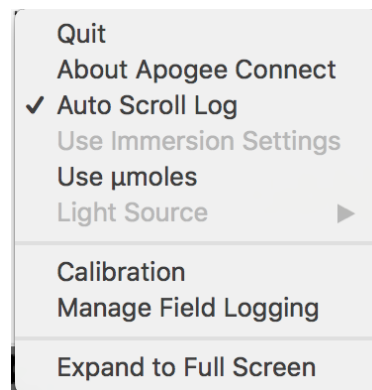 Quit
About Apogee Connect
✓ Auto Scroll Log
Use Immersion Settings
Use µmoles
Light Source ▶
Calibration
Manage Field Logging
Expand to Full Screen